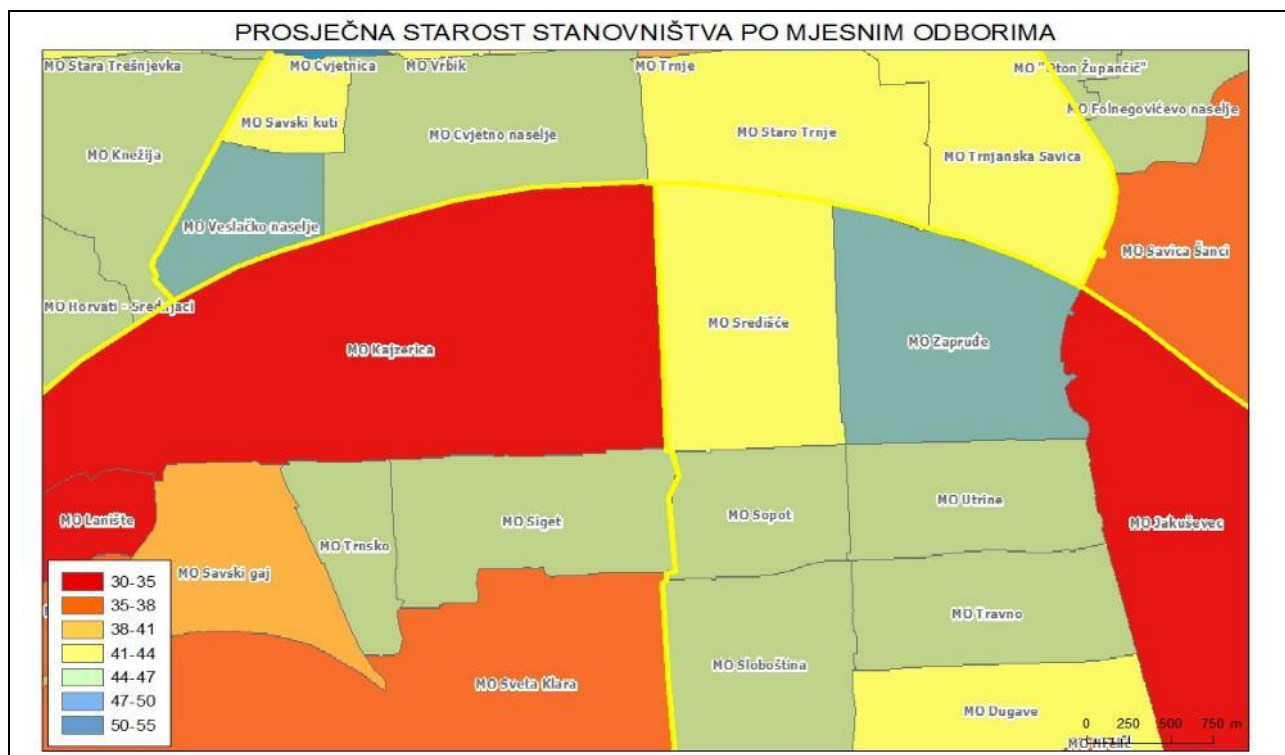 PROSJEČNA STAROST STANOVNIŠTVA PO MJESNIM ODBORIMA
MO Stara Trešnjevka
MO Cvjetnica
MO Vrbik
MO Trnje
MO Folnegovićevo naselje
MO Savski kuti
MO Cvjetno naselje
MO Staro Trnje
MO Knežija
MO Trnjanska Savica
MO Veslačko naselje
MO Savica Šanci
MO Horvati - Srednjaci
MO Središće
MO Zapruđe
MO Kajzerica
MO Lanište
MO Siget
MO Sopot
MO Utrine
MO Jakuševec
MO Trnsko
MO Savski gaj
MO Travno
MO Sloboština
MO Sveta Klara
MO Dugave
30-35
35-38
38-41
41-44
44-47
47-50
50-55
0 250 500 750 m